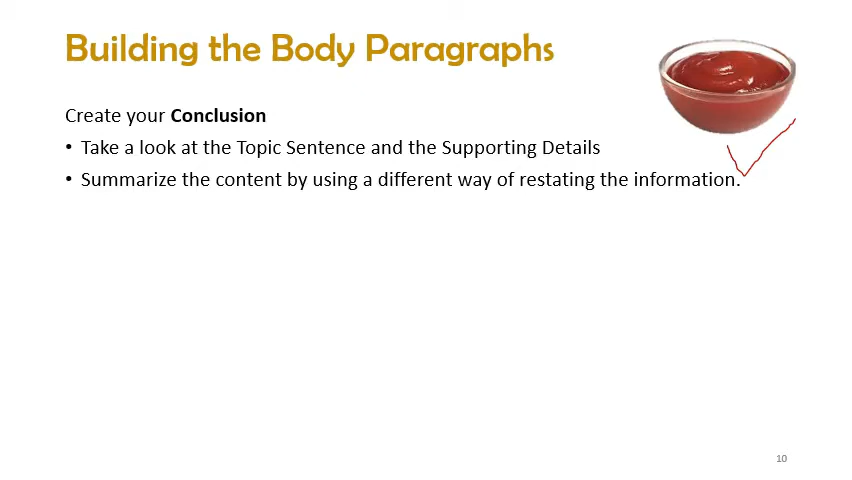 Building the Body Paragraphs
Create your Conclusion
• Take a look at the Topic Sentence and the Supporting Details
• Summarize the content by using a different way of restating the information.
10